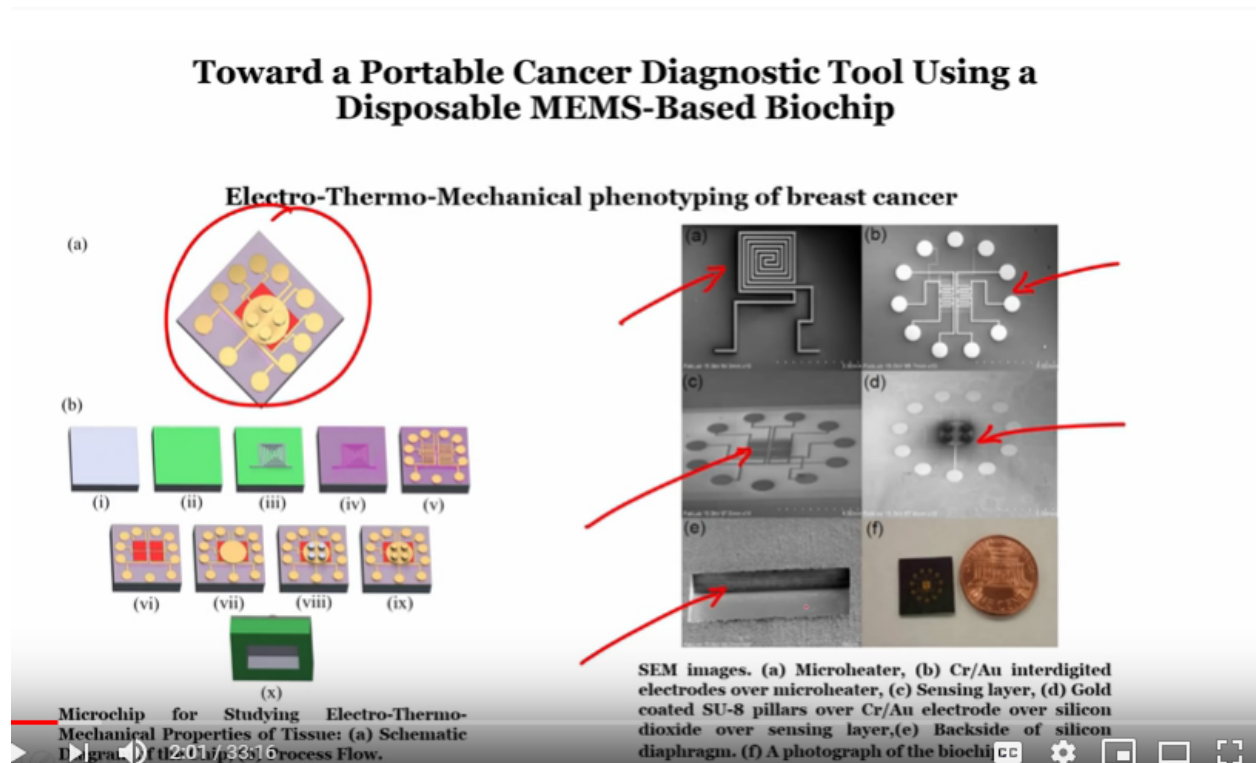 Toward a Portable Cancer Diagnostic Tool Using a
Disposable MEMS-Based Biochip
Electro-Thermo-Mechanical phenotyping of breast cancer
(a)
(b)
(i)
(ii)
(iii)
(iv)
(v)
(vi)
(vii)
(viii)
(ix)
(x)
Microchip for Studying Electro-Thermo-
Mechanical Properties of Tissue: (a) Schematic
of the Process Flow.
2:01 / 33:16
(a)
(b)
(c)
(d)
(e)
(f)
SEM images. (a) Microheater, (b) Cr/Au interdigited
electrodes over microheater, (c) Sensing layer, (d) Gold
coated SU-8 pillars over Cr/Au electrode over silicon
dioxide over sensing layer,(e) Backside of silicon
diaphragm. (f) A photograph of the
CC